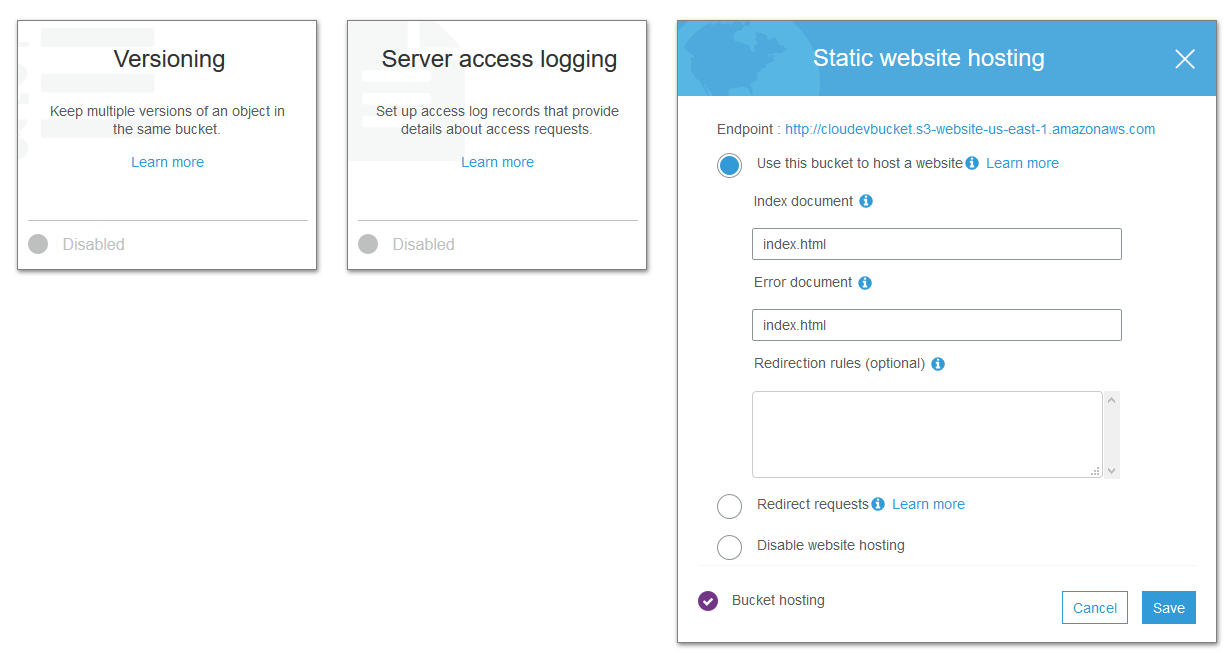 Versioning
Keep multiple versions of an object in
the same bucket.
Learn more
Disabled
Server access logging
Set up access log records that provide
details about access requests.
Learn more
Disabled
Static website hosting
Endpoint : http://cloudevbucket.s3-website-us-east-1.amazonaws.com
Use this bucket to host a website Learn more
Index document
index.html
Error document
index.html
Redirection rules (optional)
Redirect requests Learn more
Disable website hosting
Bucket hosting
Cancel
Save